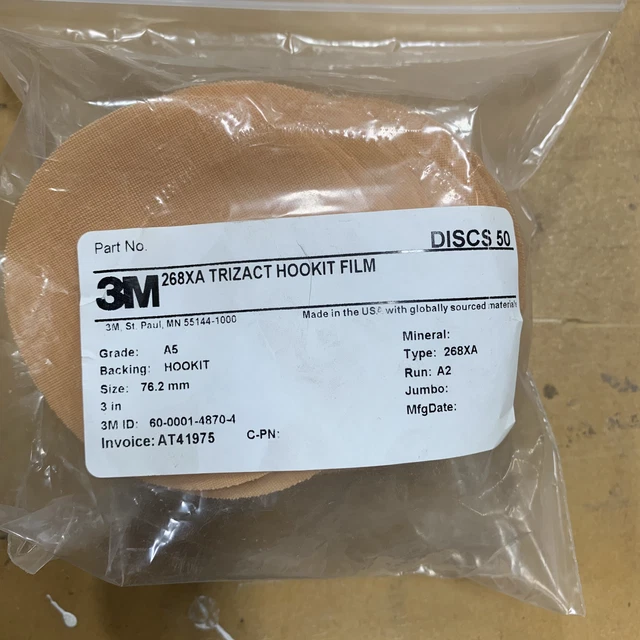 Part No.
DISCS 50
3M 268XA TRIZACT HOOKIT FILM
3M, St. Paul, MN 55144-1000
Made in the USA with globally sourced materials
Grade: A5
Backing: HOOKIT
Size: 76.2 mm
3 in
3M ID: 60-0001-4870-4
Invoice: AT41975
C-PN:
Mineral:
Type: 268XA
Run: A2
Jumbo:
MfgDate: